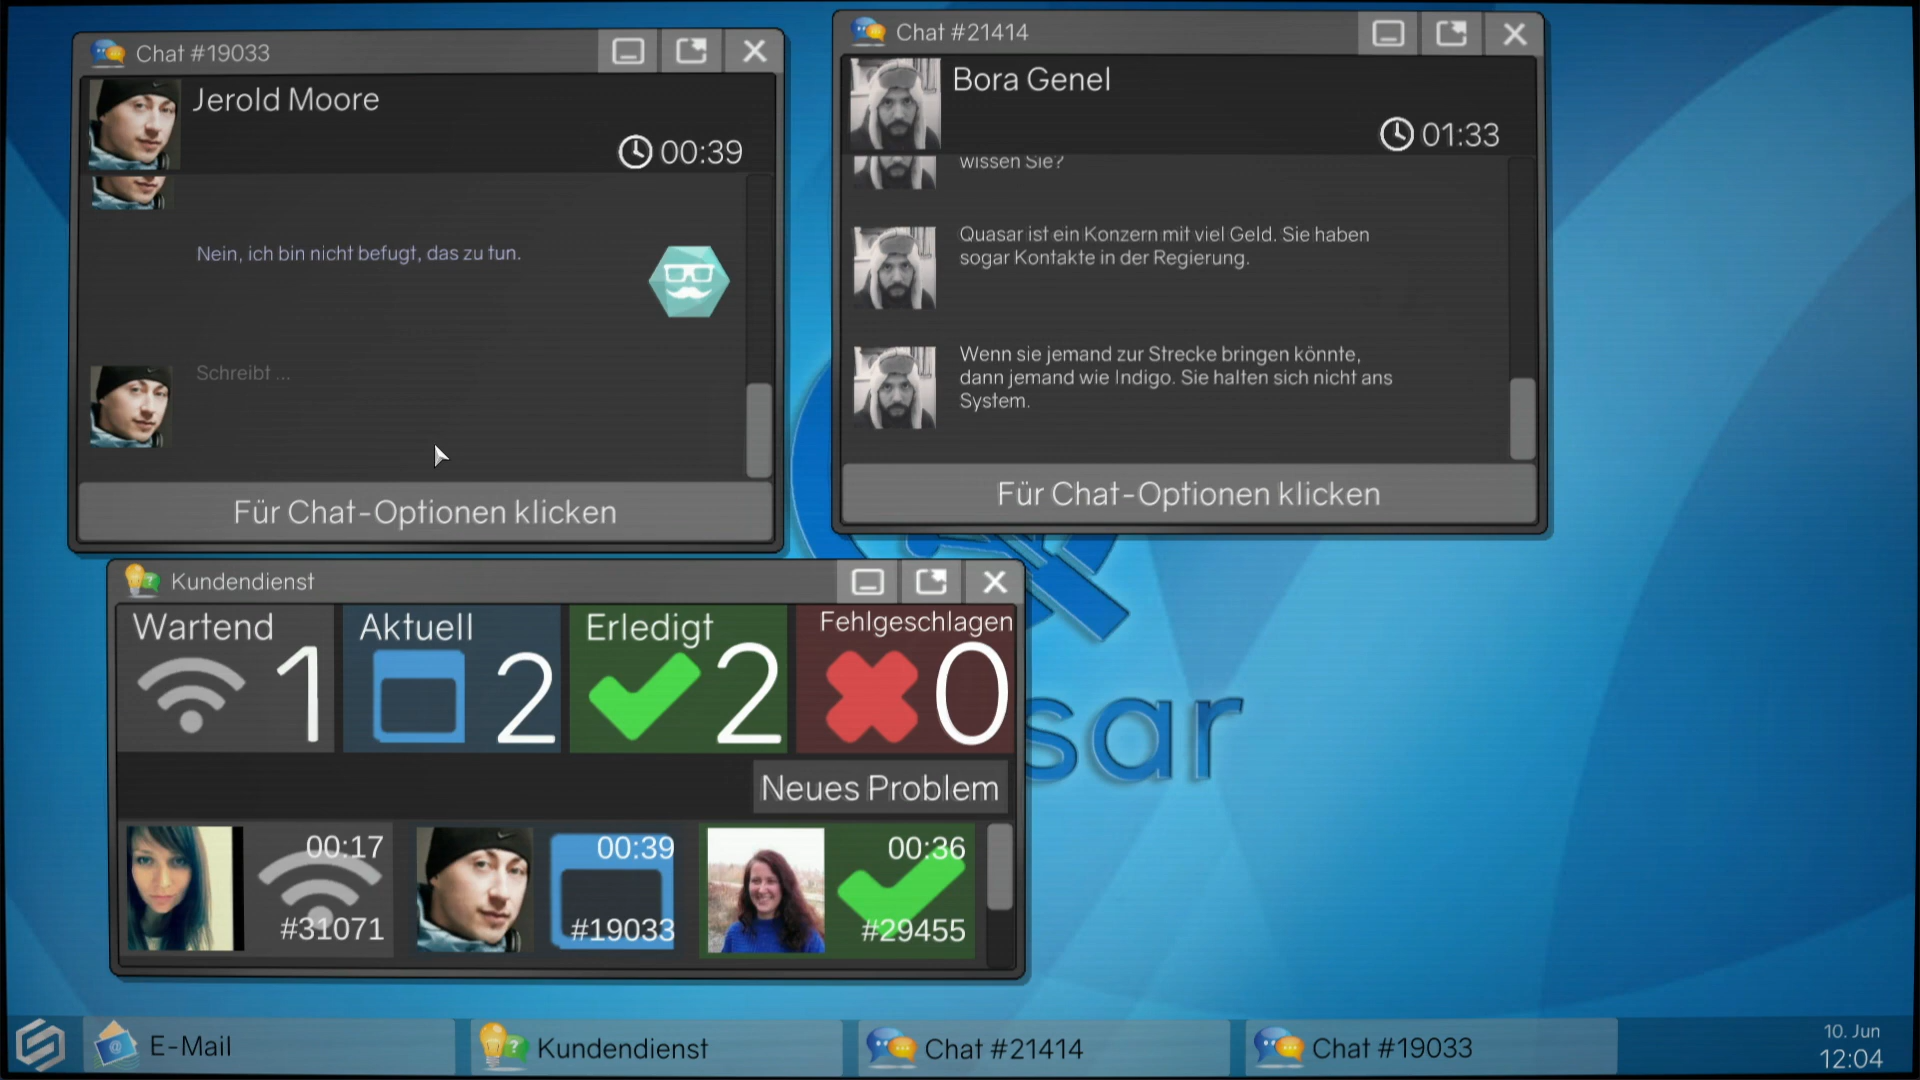 Chat #19033
Jerold Moore
00:39
Nein, ich bin nicht befugt, das zu tun.
Schreibt ...
Für Chat-Optionen klicken
Chat #21414
Bora Genel
01:33
wissen Sie?
Quasar ist ein Konzern mit viel Geld. Sie haben
sogar Kontakte in der Regierung.
Wenn sie jemand zur Strecke bringen könnte,
dann jemand wie Indigo. Sie halten sich nicht ans
System.
Für Chat-Optionen klicken
Kundendienst
Wartend 1
Aktuell 2
Erledigt 2
Fehlgeschlagen 0
Neues Problem
00:17
#31071
00:39
#19033
00:36
#29455
sar
E-Mail
Kundendienst
Chat #21414
Chat #19033
10. Jun
12:04